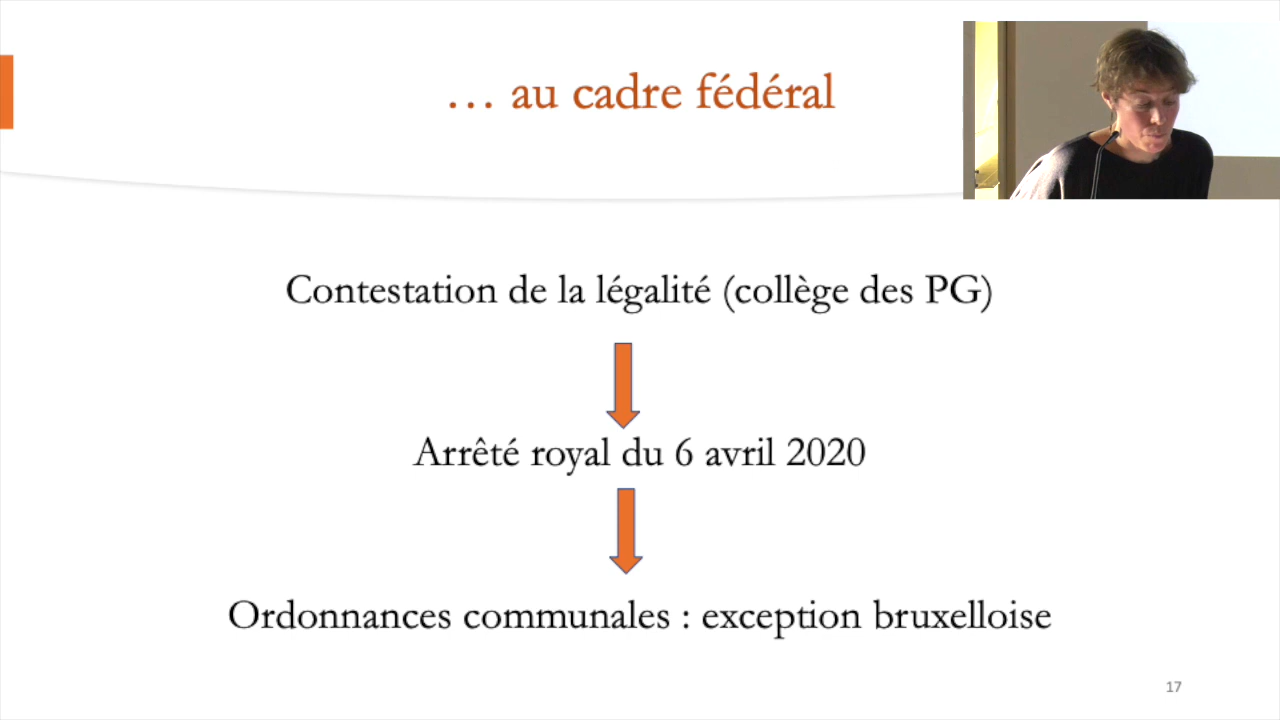 … au cadre fédéral
Contestation de la légalité (collège des PG)
Arrêté royal du 6 avril 2020
Ordonnances communales : exception bruxelloise
17